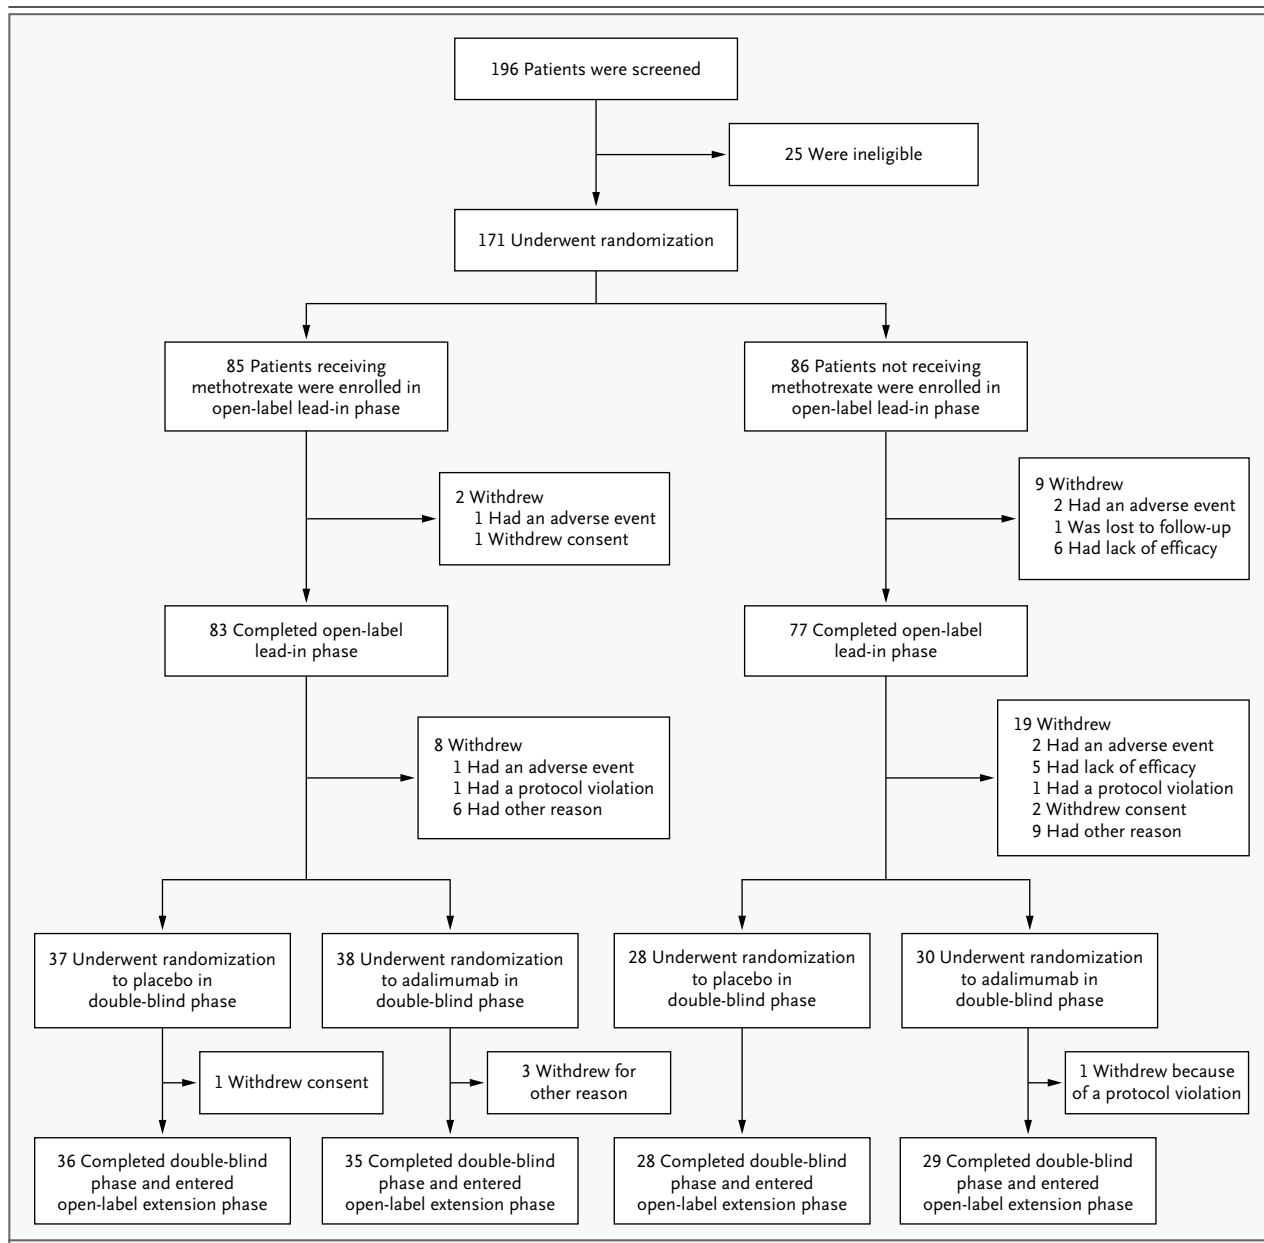 196 Patients were screened
25 Were ineligible
171 Underwent randomization
85 Patients receiving
methotrexate were enrolled in
open-label lead-in phase
86 Patients not receiving
methotrexate were enrolled in
open-label lead-in phase
2 Withdrew
1 Had an adverse event
1 Withdrew consent
9 Withdrew
2 Had an adverse event
1 Was lost to follow-up
6 Had lack of efficacy
83 Completed open-label
lead-in phase
77 Completed open-label
lead-in phase
8 Withdrew
1 Had an adverse event
1 Had a protocol violation
6 Had other reason
19 Withdrew
2 Had an adverse event
5 Had lack of efficacy
1 Had a protocol violation
2 Withdrew consent
9 Had other reason
37 Underwent randomization
to placebo in
double-blind phase
38 Underwent randomization
to adalimumab in
double-blind phase
28 Underwent randomization
to placebo in
double-blind phase
30 Underwent randomization
to adalimumab in
double-blind phase
1 Withdrew consent
3 Withdrew for
other reason
1 Withdrew because
of a protocol violation
36 Completed double-blind
phase and entered
open-label extension phase
35 Completed double-blind
phase and entered
open-label extension phase
28 Completed double-blind
phase and entered
open-label extension phase
29 Completed double-blind
phase and entered
open-label extension phase